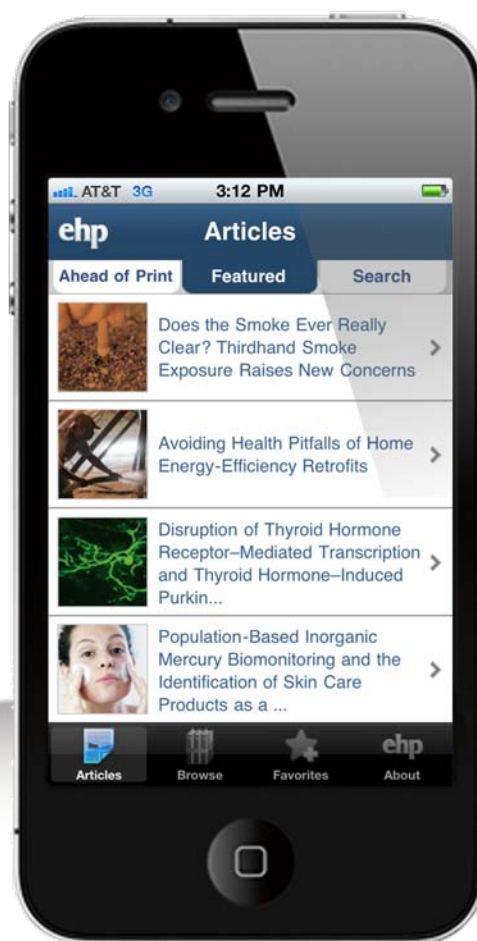 AT&T 3G 3:12 PM
ehp Articles
Ahead of Print Featured Search
Does the Smoke Ever Really
Clear? Thirdhand Smoke
Exposure Raises New Concerns
Avoiding Health Pitfalls of Home
Energy-Efficiency Retrofits
Disruption of Thyroid Hormone
Receptor–Mediated Transcription
and Thyroid Hormone–Induced
Purkin...
Population-Based Inorganic
Mercury Biomonitoring and the
Identification of Skin Care
Products as a ...
ehp
Articles Browse Favorites About